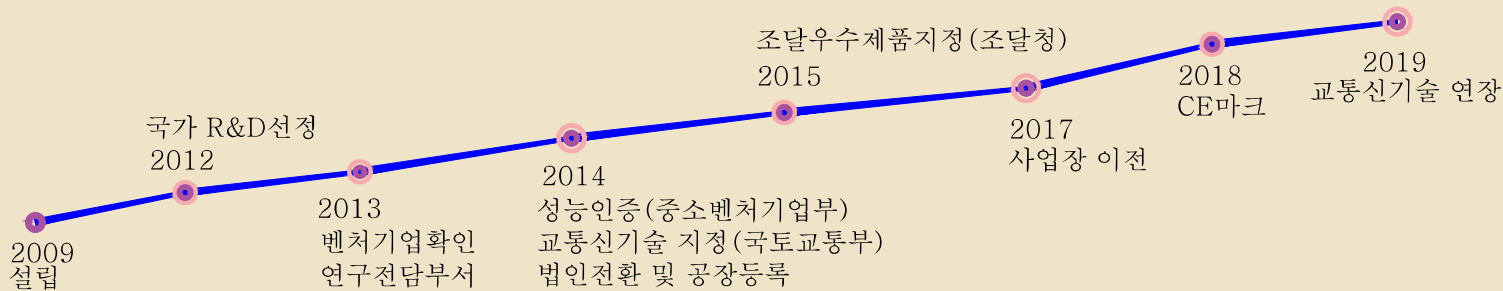 2009
설립
국가 R&D선정
2012
2013
벤처기업확인
연구전담부서
2014
성능인증(중소벤처기업부)
교통신기술 지정(국토교통부)
법인전환 및 공장등록
조달우수제품지정(조달청)
2015
2017
사업장 이전
2018
CE마크
2019
교통신기술 연장